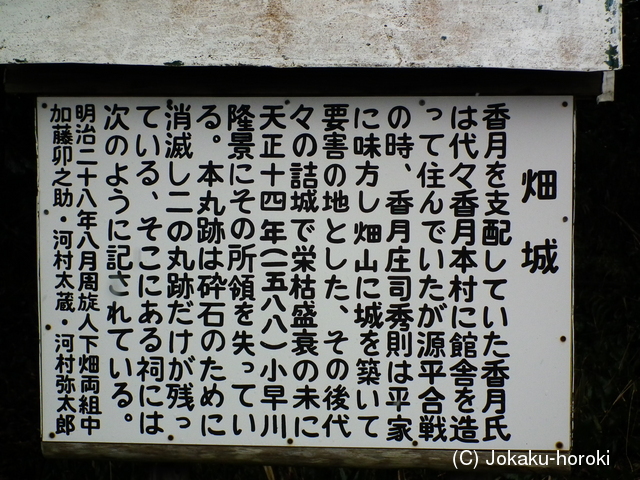 畑城
香月を支配していた香月氏
は代々香月本村に館舎を造
って住んでいたが源平合戦
の時、香月庄司秀則は平家
に味方し畑山に城を築いて
要害の地とした、その後代
々の詰城で栄枯盛衰の末に
天正十四年(一五八八)小早川
隆景にその所領を失ってい
る。本丸跡は砕石のために
消滅し二の丸跡だけが残っ
ている、そこにある祠には
次のように記されている。
明治二十八年八月周旋人下畑両組中
加藤卯之助・河村太蔵・河村弥太郎
(C) Jokaku-horoki